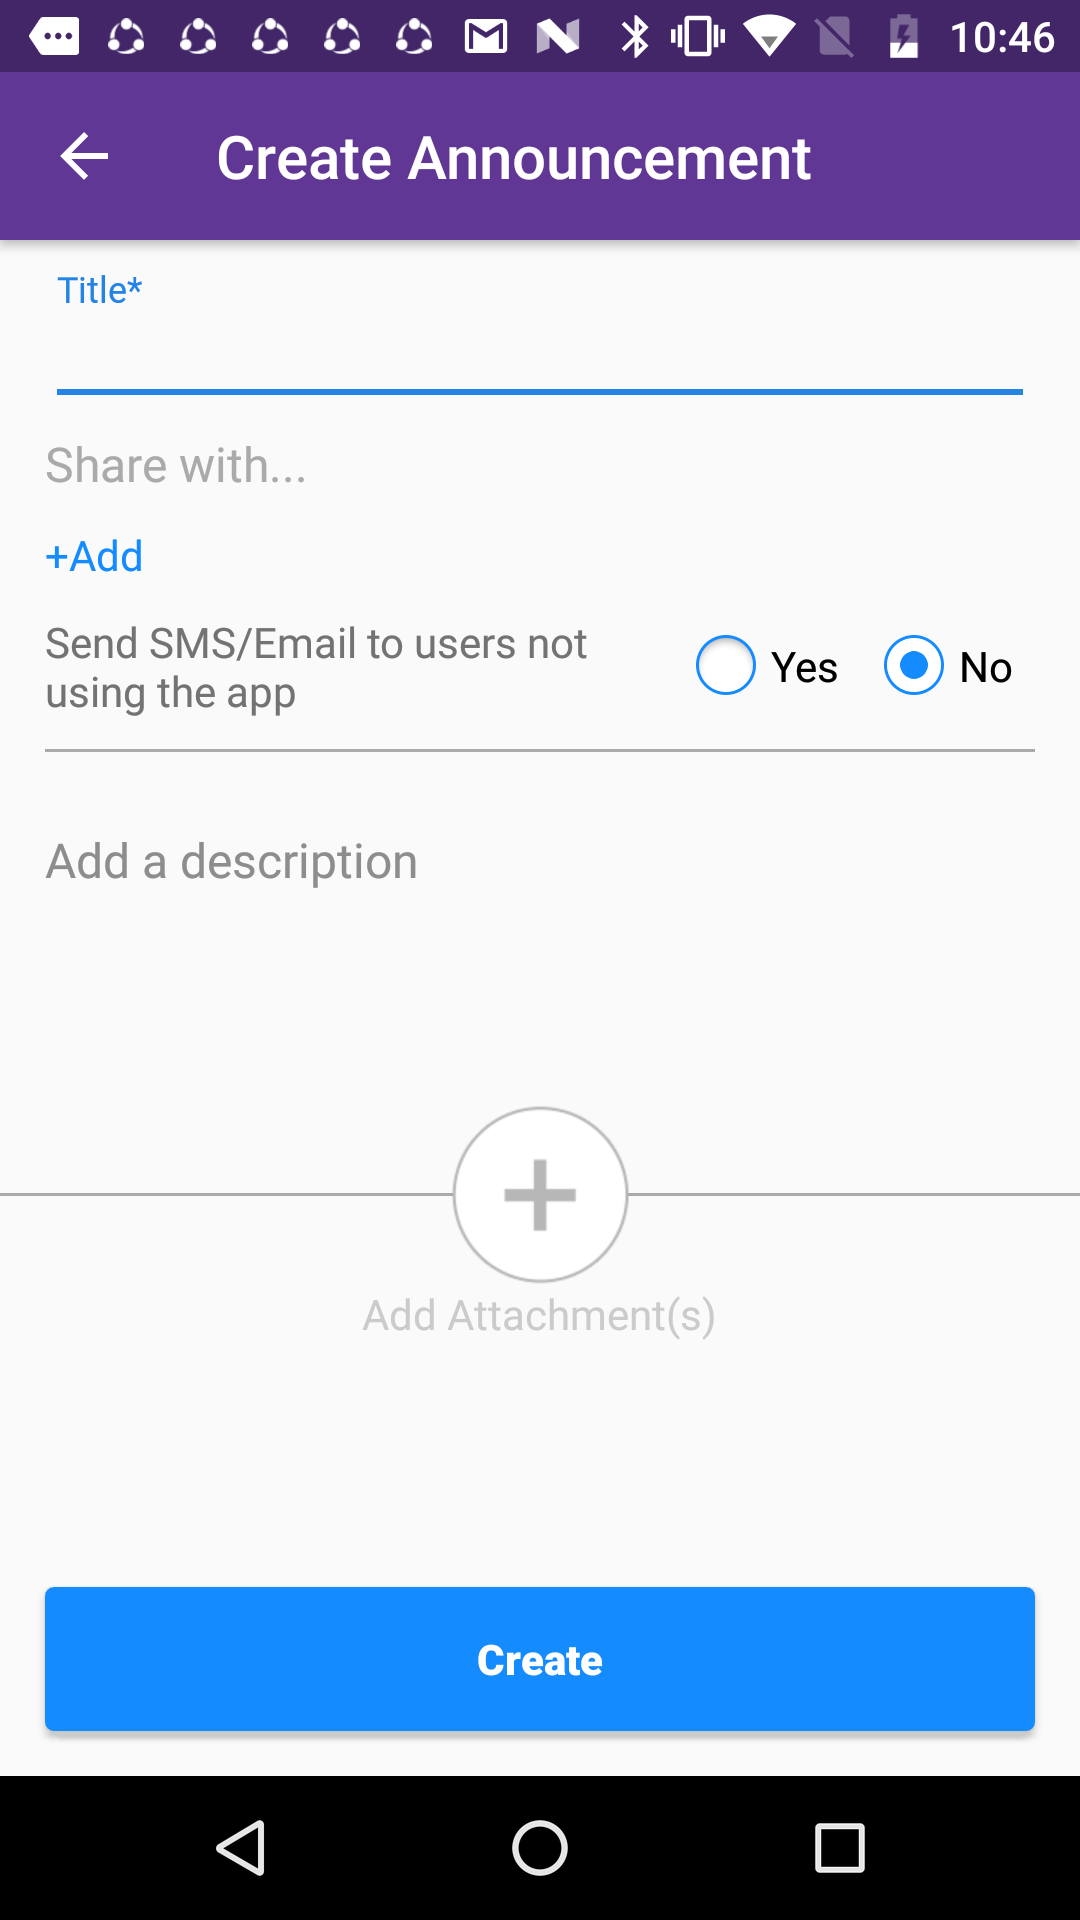 10:46
Create Announcement
Title*
Share with...
+Add
Send SMS/Email to users not
using the app
Yes
No
Add a description
Add Attachment(s)
Create